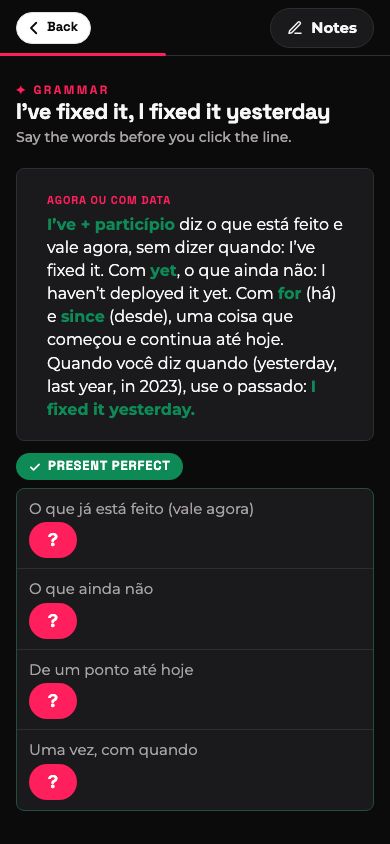 Back
Notes
GRAMMAR
I've fixed it, I fixed it yesterday
Say the words before you click the line.
AGORA OU COM DATA
I've + particípio diz o que está feito e
vale agora, sem dizer quando: I've
fixed it. Com yet, o que ainda não: I
haven't deployed it yet. Com for (há)
e since (desde), uma coisa que
começou e continua até hoje.
Quando você diz quando (yesterday,
last year, in 2023), use o passado: I
fixed it yesterday.
PRESENT PERFECT
O que já está feito (vale agora)
?
O que ainda não
?
De um ponto até hoje
?
Uma vez, com quando
?